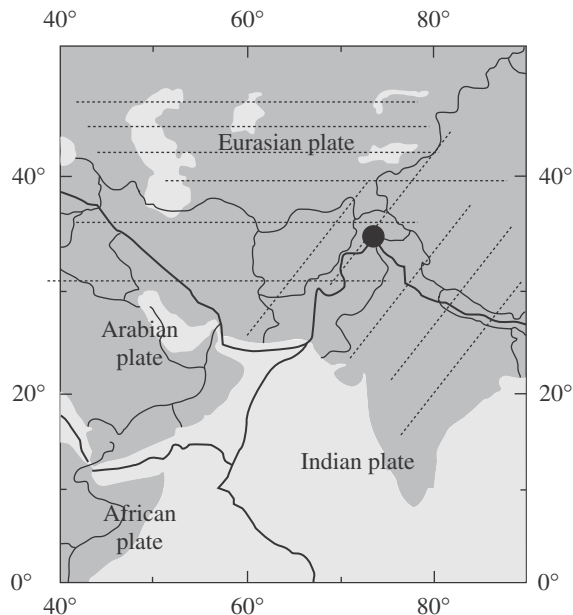 40° 60° 80°
Eurasian plate
40° 40°
Arabian
plate
20° 20°
Indian plate
African
plate
0° 0°
40° 60° 80°